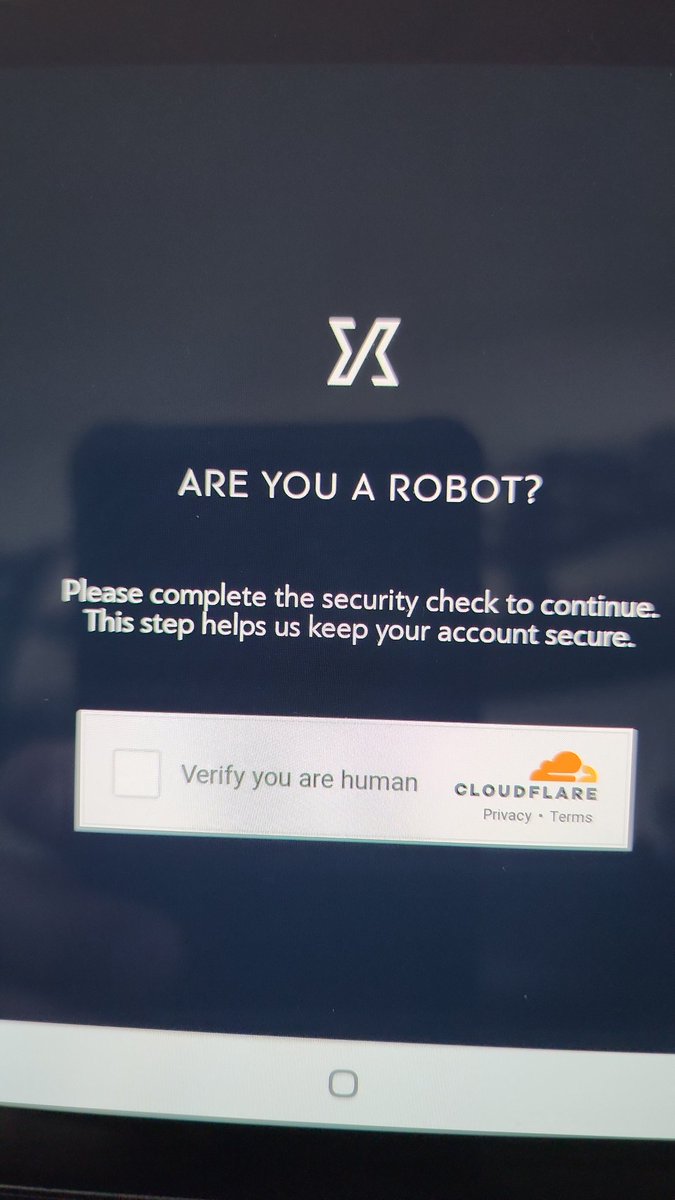 ARE YOU A ROBOT?
Please complete the security check to continue.
This step helps us keep your account secure.
Verify you are human
CLOUDFLARE
Privacy • Terms